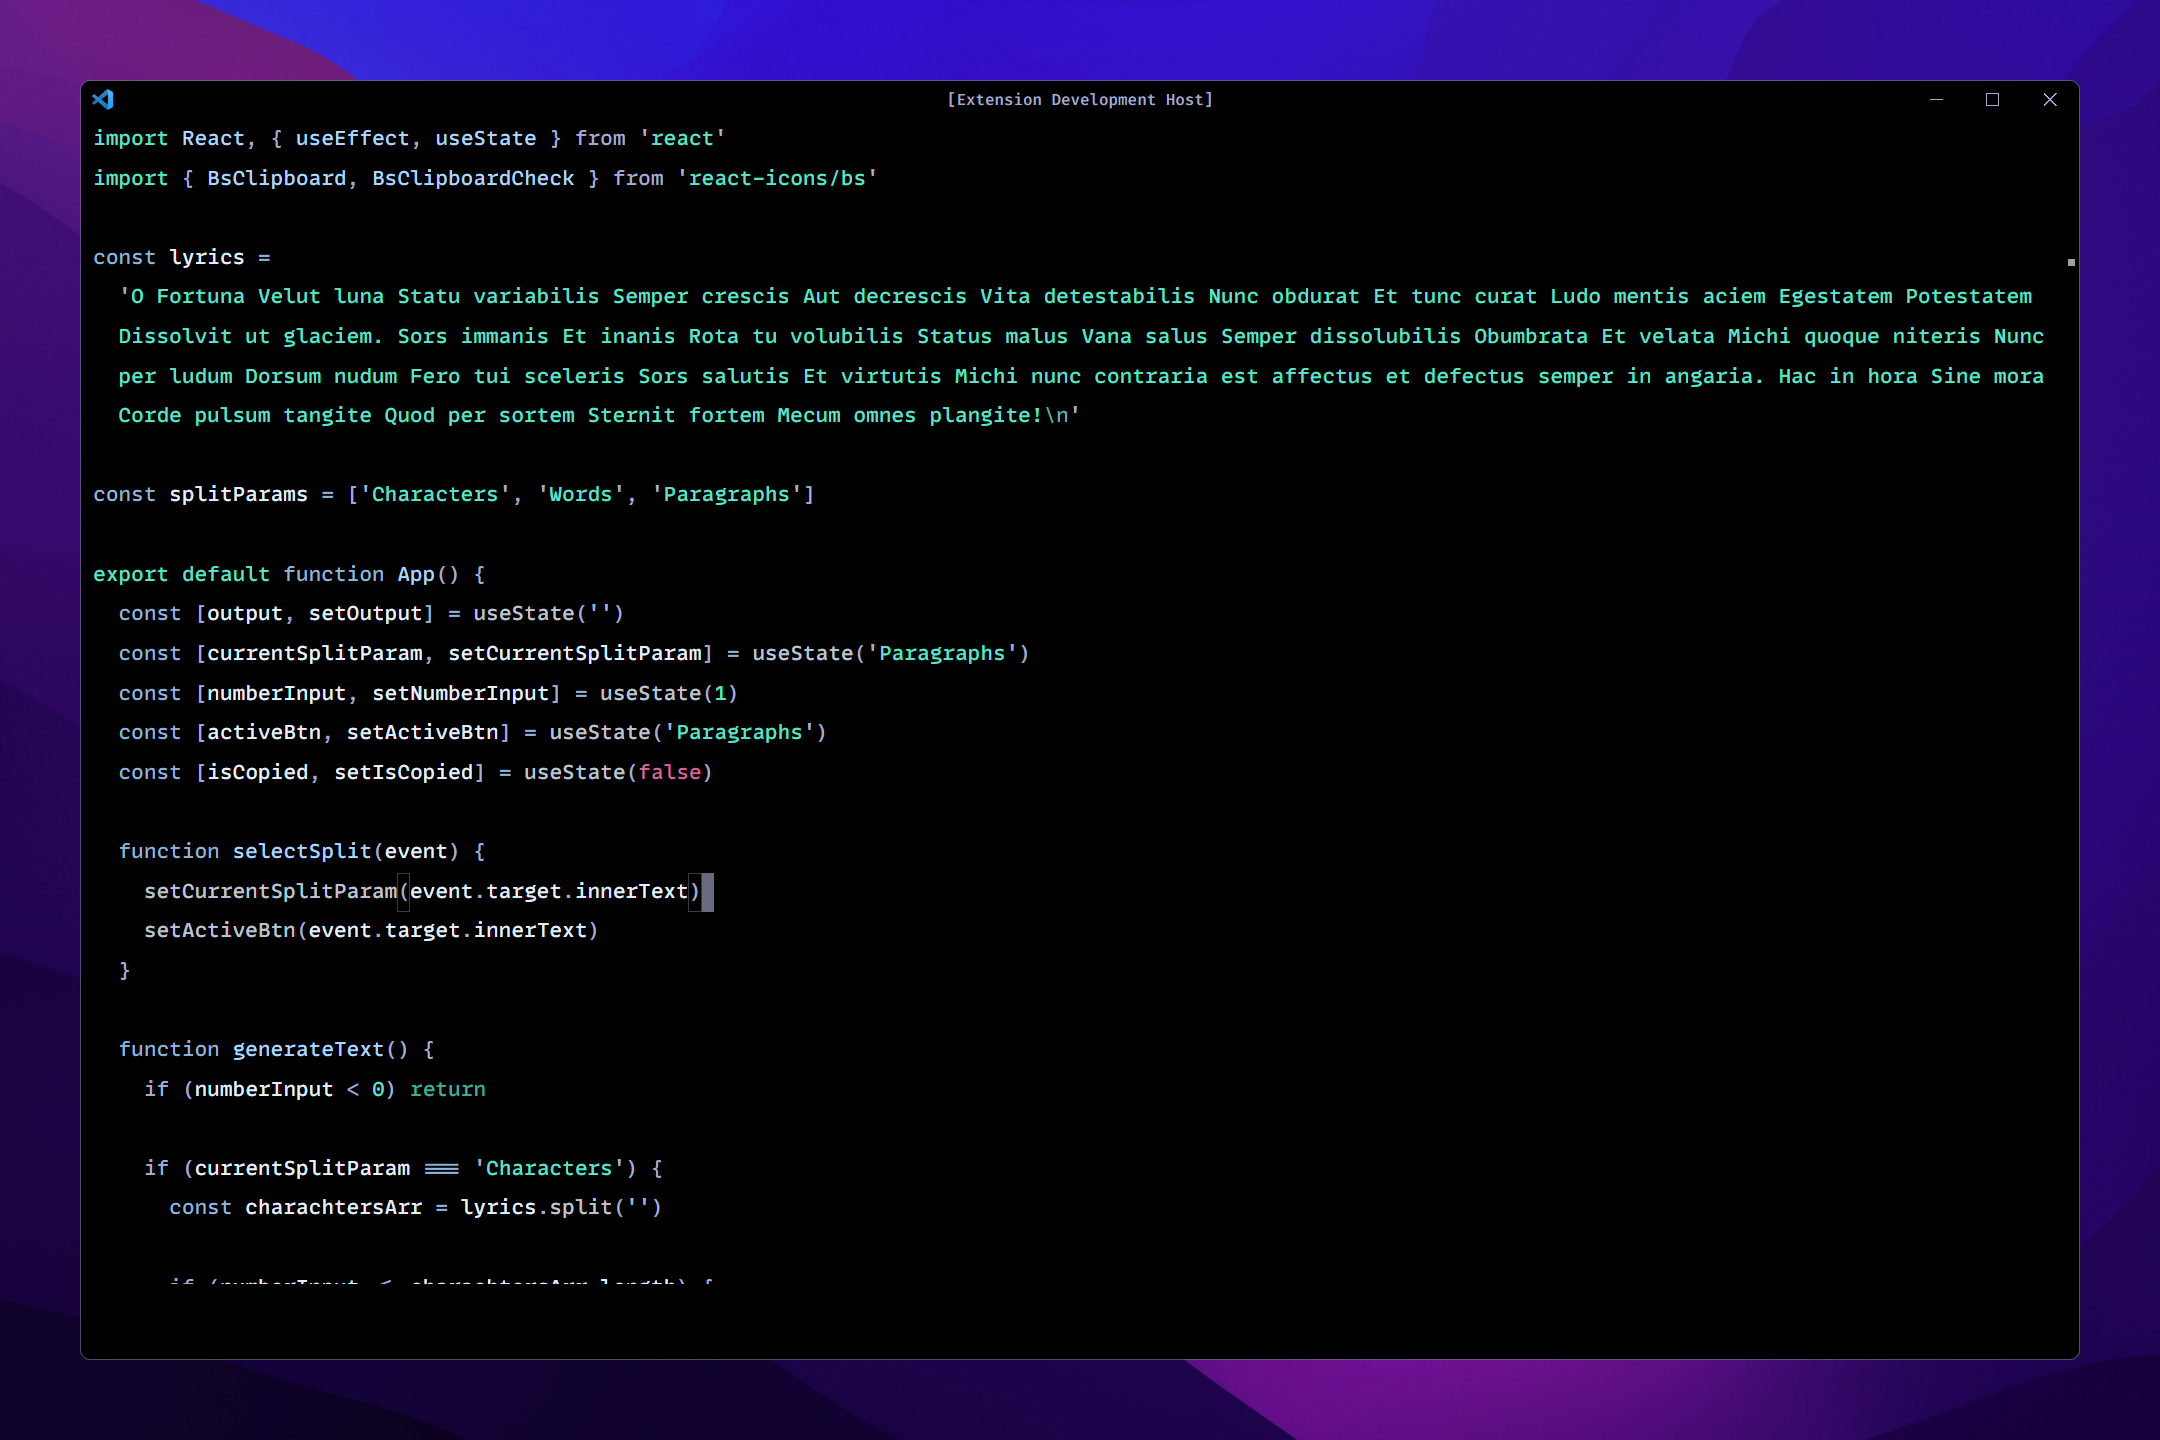 [Extension Development Host]
import React, { useEffect, useState } from 'react'
import { BsClipboard, BsClipboardCheck } from 'react-icons/bs'
const lyrics =
'O Fortuna Velut luna Statu variabilis Semper crescis Aut decrescis Vita detestabilis Nunc obdurat Et tunc curat Ludo mentis aciem Egestatem Potestatem
Dissolvit ut glaciem. Sors immanis Et inanis Rota tu volubilis Status malus Vana salus Semper dissolubilis Obumbrata Et velata Michi quoque niteris Nunc
per ludum Dorsum nudum Fero tui sceleris Sors salutis Et virtutis Michi nunc contraria est affectus et defectus semper in angaria. Hac in hora Sine mora
Corde pulsum tangite Quod per sortem Sternit fortem Mecum omnes plangite!\n'
const splitParams = ['Characters', 'Words', 'Paragraphs']
export default function App() {
const [output, setOutput] = useState('')
const [currentSplitParam, setCurrentSplitParam] = useState('Paragraphs')
const [numberInput, setNumberInput] = useState(1)
const [activeBtn, setActiveBtn] = useState('Paragraphs')
const [isCopied, setIsCopied] = useState(false)
function selectSplit(event) {
setCurrentSplitParam(event.target.innerText)
setActiveBtn(event.target.innerText)
}
function generateText() {
if (numberInput < 0) return
if (currentSplitParam === 'Characters') {
const charachtersArr = lyrics.split('')
if (numberInput < charachtersArr.length) {